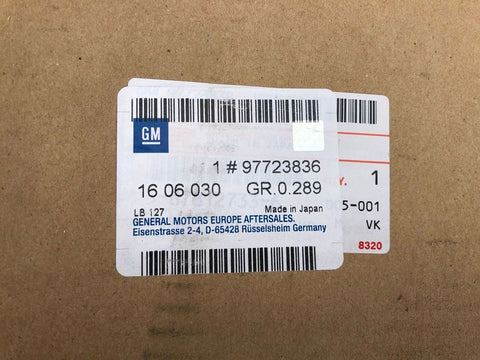 GM
1 # 97723836
16 06 030 GR.0.289
LB 127 Made in Japan
GENERAL MOTORS EUROPE AFTERSALES.
Eisenstrasse 2-4, D-65428 Rüsselsheim Germany
Y. 1
5-001
VK
8320